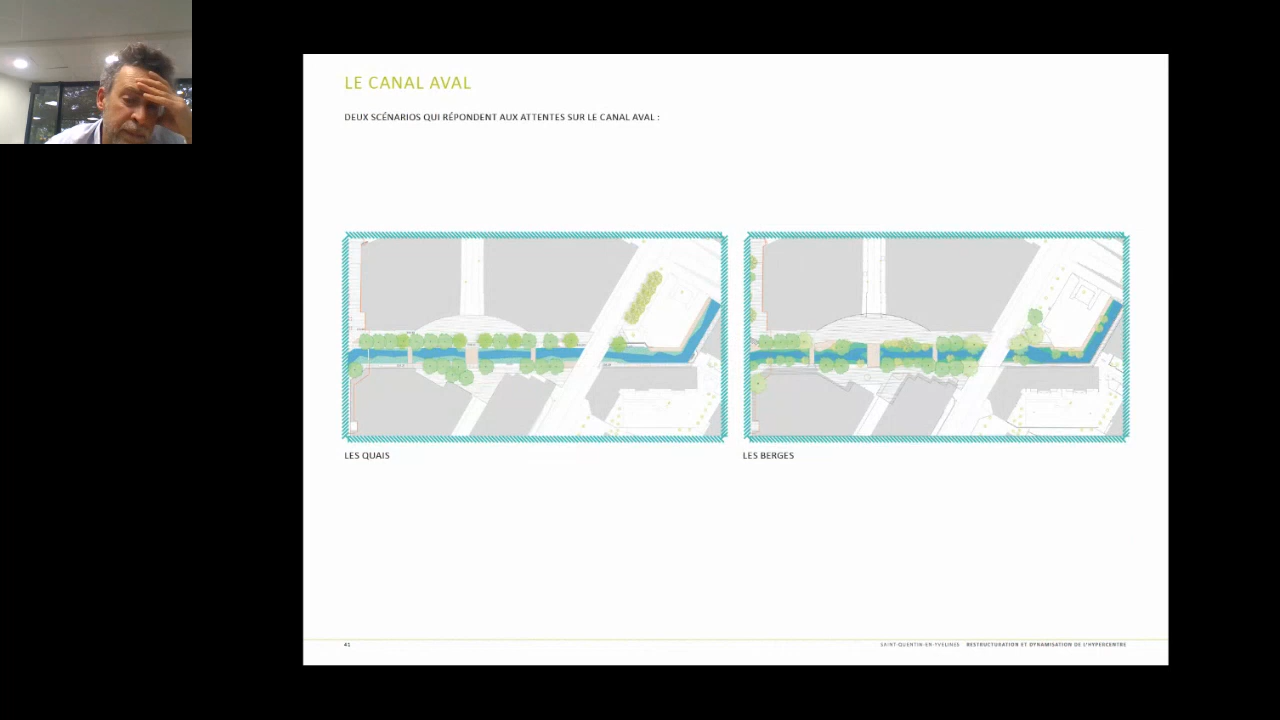 LE CANAL AVAL
DEUX SCÉNARIOS QUI RÉPONDENT AUX ATTENTES SUR LE CANAL AVAL :
LES QUAIS
LES BERGES
41
SAINT-QUENTIN-EN-YVELINES RESTRUCTURATION ET DYNAMISATION DE L'HYPERCENTRE